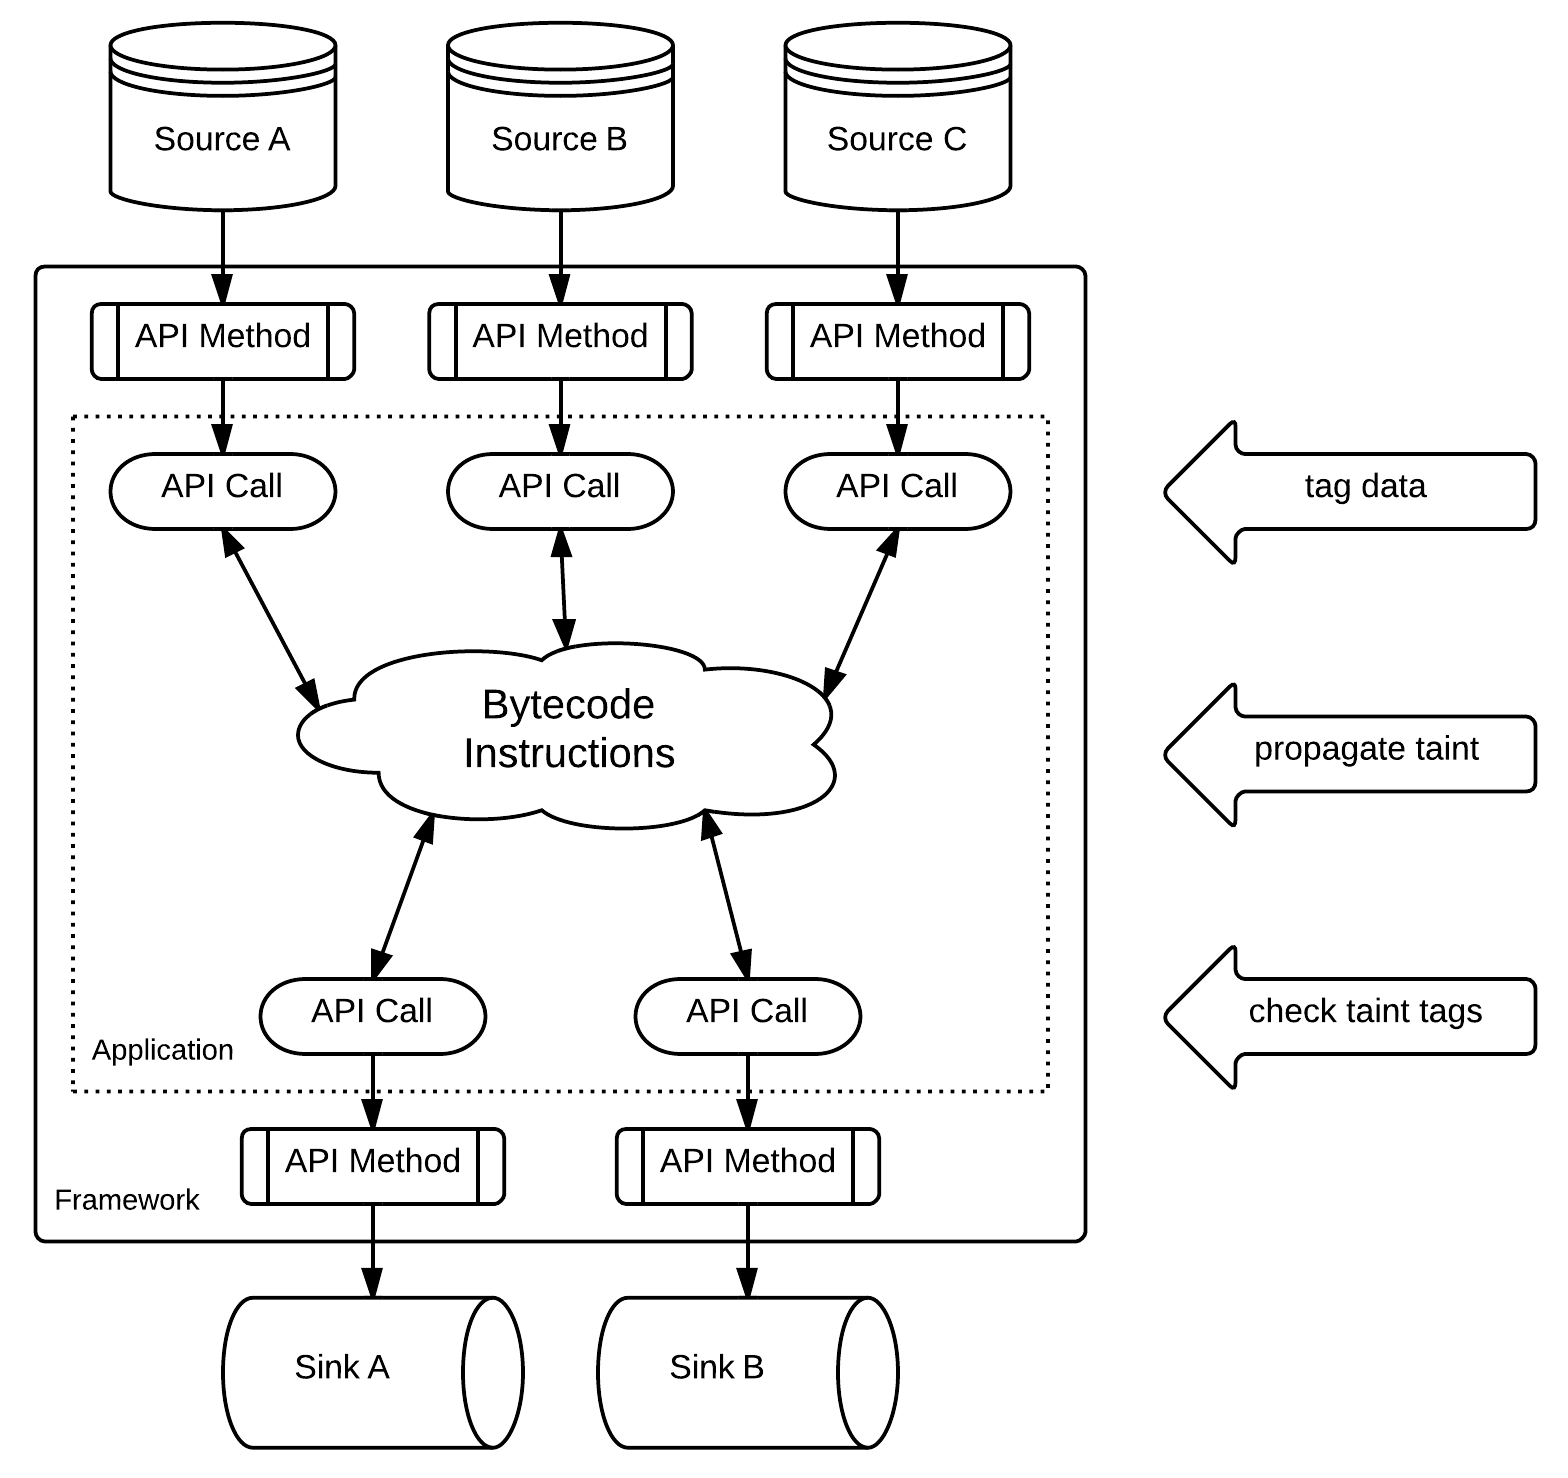 Source A
Source B
Source C
API Method
API Method
API Method
API Call
API Call
API Call
tag data
Bytecode
Instructions
propagate taint
API Call
API Call
check taint tags
Application
API Method
API Method
Framework
Sink A
Sink B